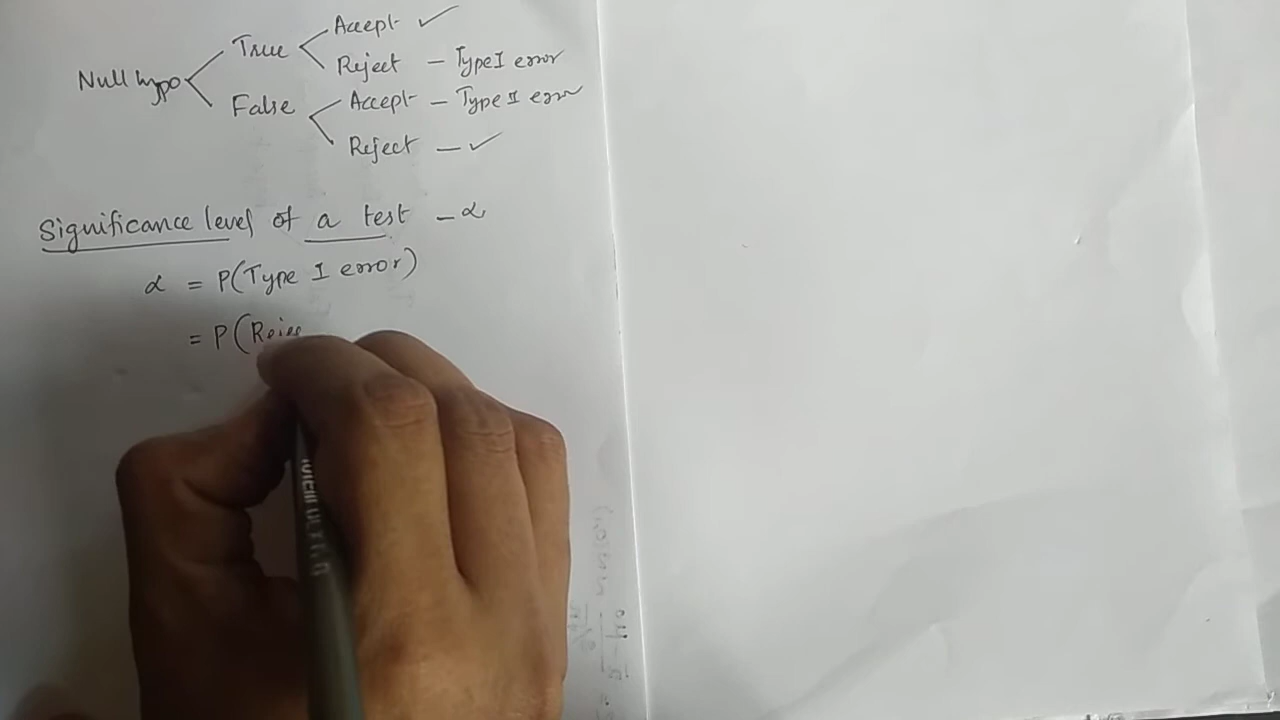 Null hypo
True
Accept ✓
Reject - Type I error
False
Accept - Type II error
Reject - ✓
Significance level of a test - α
α = P(Type I error)
= P(Rejec